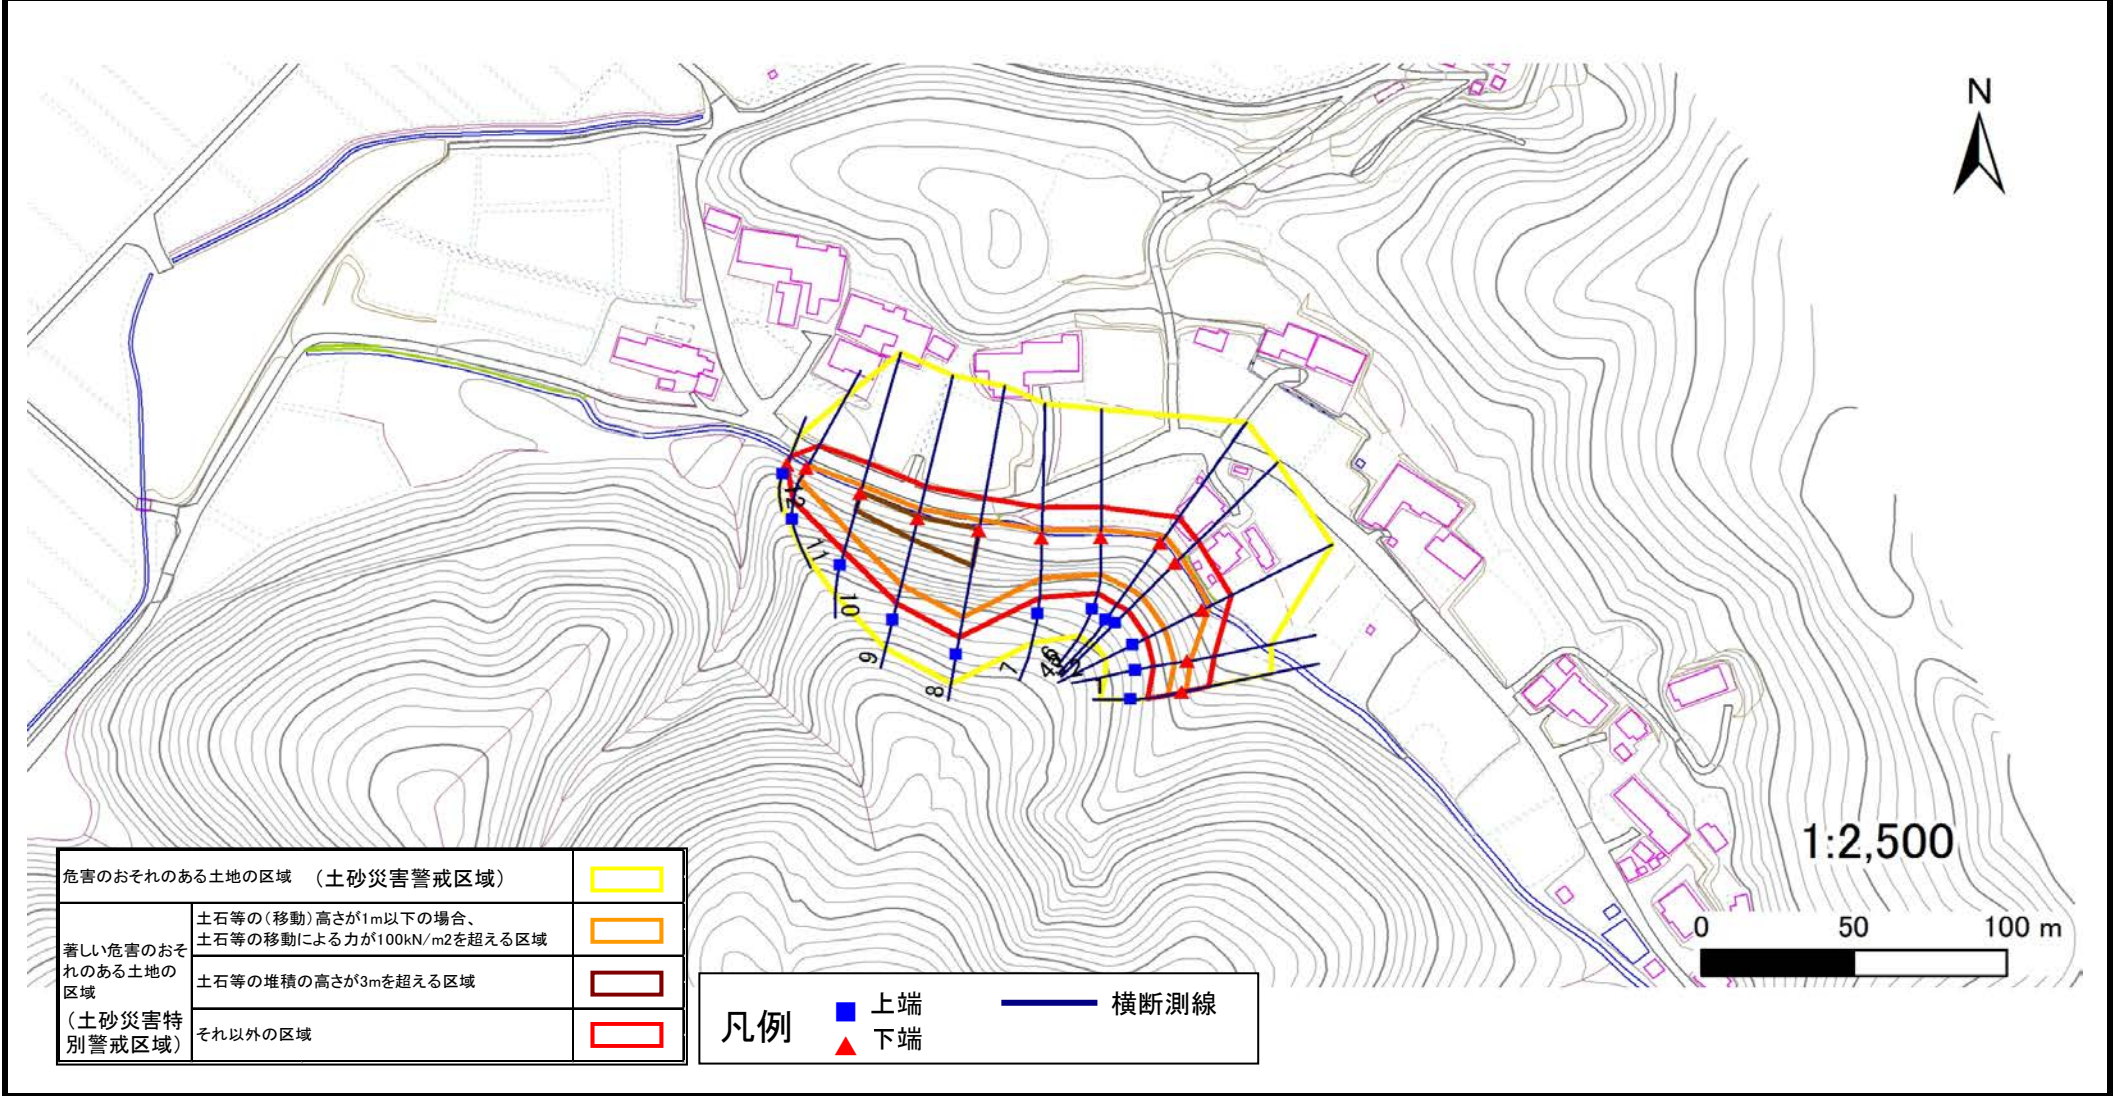 N
12
11
10
9
8
7
1:2,500
0 50 100 m
危害のおそれのある土地の区域 (土砂災害警戒区域)
著しい危害のおそ
れのある土地の
区域
(土砂災害特
別警戒区域)
土石等の(移動)高さが1m以下の場合、
土石等の移動による力が100kN/m2を超える区域
土石等の堆積の高さが3mを超える区域
それ以外の区域
凡例
上端
下端
横断測線